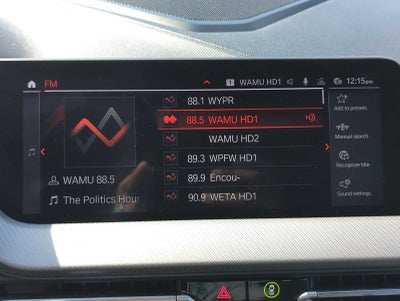 FM
1 WAMU HD1
12:15pm
88.1 WYPR
88.5 WAMU HD1
WAMU HD2
89.3 WPFW HD1
89.9 Encou-
90.9 WETA HD1
WAMU 88.5
The Politics Hour
Add to presets
Manual search
Recognize title
Sound settings